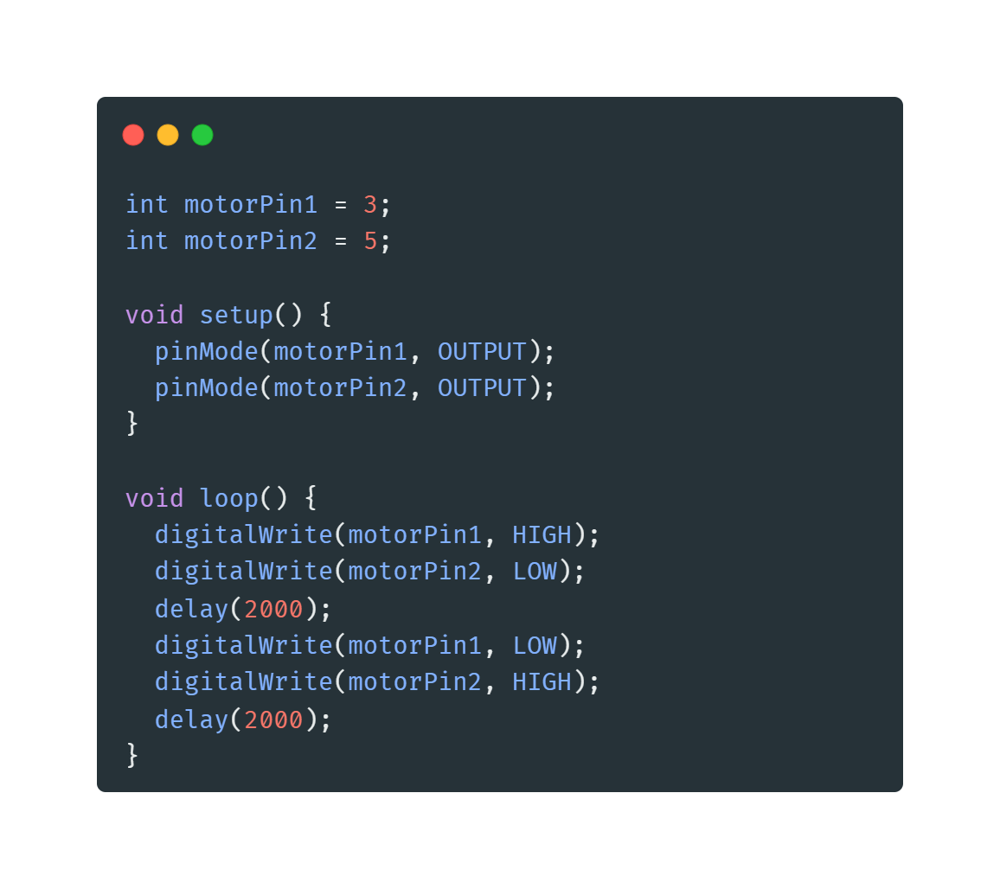 int motorPin1 = 3;
int motorPin2 = 5;

void setup() {
  pinMode(motorPin1, OUTPUT);
  pinMode(motorPin2, OUTPUT);
}

void loop() {
  digitalWrite(motorPin1, HIGH);
  digitalWrite(motorPin2, LOW);
  delay(2000);
  digitalWrite(motorPin1, LOW);
  digitalWrite(motorPin2, HIGH);
  delay(2000);
}